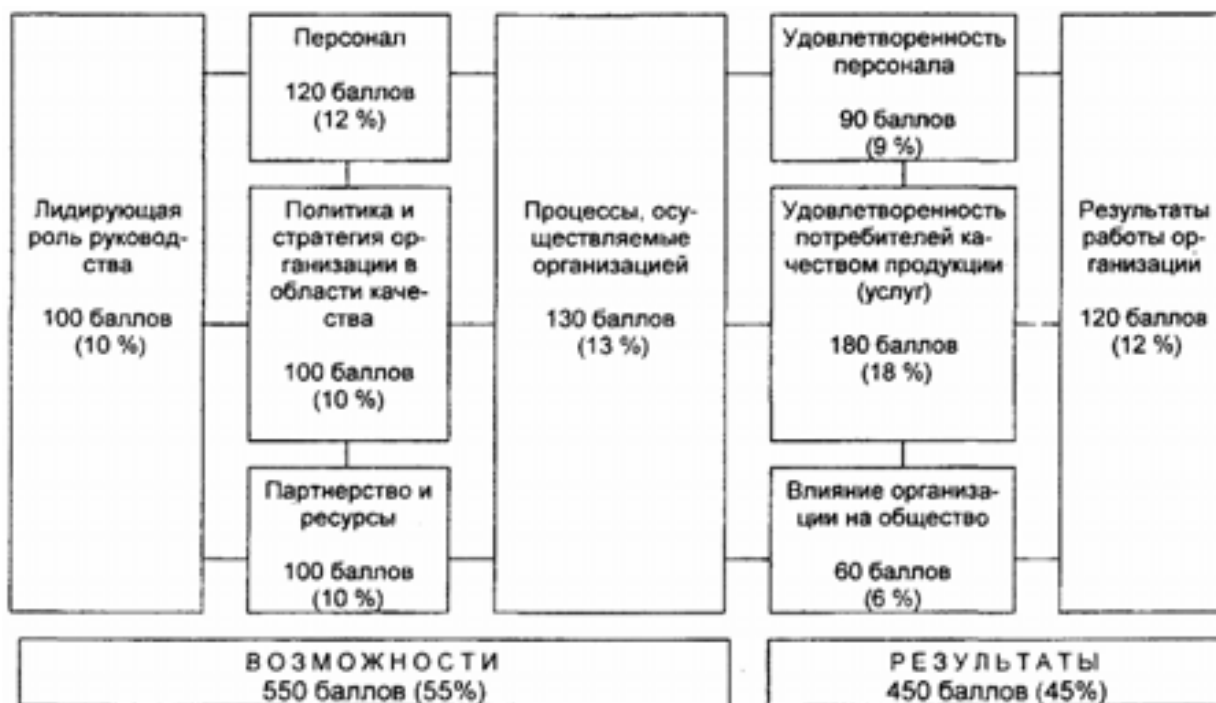 Персонал
120 баллов
(12 %)
Удовлетворенность
персонала
90 баллов
(9 %)
Лидирующая
роль руковод-
ства
100 баллов
(10 %)
Политика и
стратегия ор-
ганизации в
области каче-
ства
100 баллов
(10 %)
Процессы, осу-
ществляемые
организацией
130 баллов
(13 %)
Удовлетворенность
потребителей ка-
чеством продукции
(услуг)
180 баллов
(18 %)
Результаты
работы ор-
ганизации
120 баллов
(12 %)
Партнерство и
ресурсы
100 баллов
(10 %)
Влияние организа-
ции на общество
60 баллов
(6 %)
ВОЗМОЖНОСТИ
550 баллов (55%)
РЕЗУЛЬТАТЫ
450 баллов (45%)